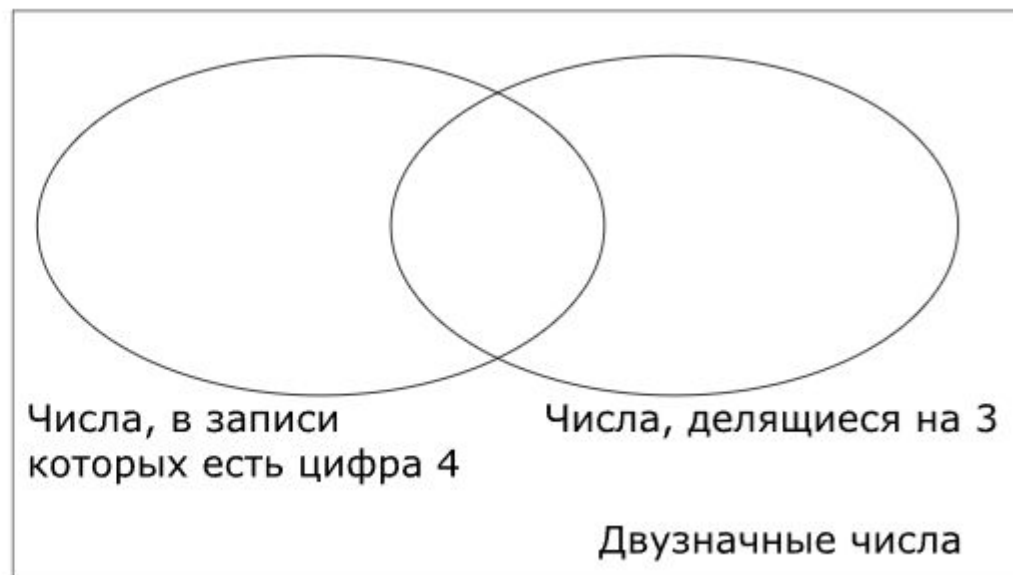 Числа, в записи
которых есть цифра 4
Числа, делящиеся на 3
Двузначные числа